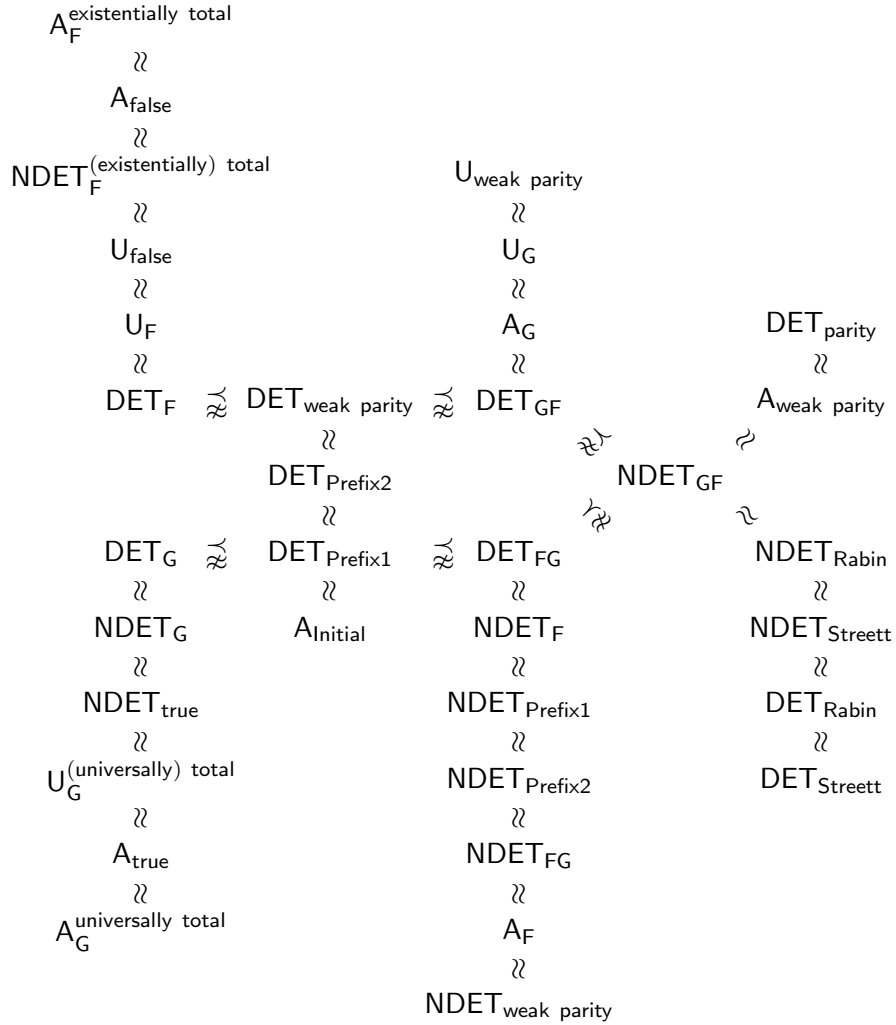 A_F^existentially total
≈
A_false
≈
NDET_F^(existentially) total U_weak parity
≈ ≈
U_false U_G
≈ ≈
U_F A_G DET_parity
≈ ≈ ≈
DET_F ⋨ DET_weak parity ⋨ DET_GF A_weak parity
≈ ⋨ ≈
DET_Prefix2 NDET_GF
≈ ⋨ ≈
DET_G ⋨ DET_Prefix1 ⋨ DET_FG NDET_Rabin
≈ ≈ ≈ ≈
NDET_G A_Initial NDET_F NDET_Streett
≈ ≈ ≈
NDET_true NDET_Prefix1 DET_Rabin
≈ ≈ ≈
U_G^(universally) total NDET_Prefix2 DET_Streett
≈ ≈
A_true NDET_FG
≈ ≈
A_G^universally total A_F
≈
NDET_weak parity